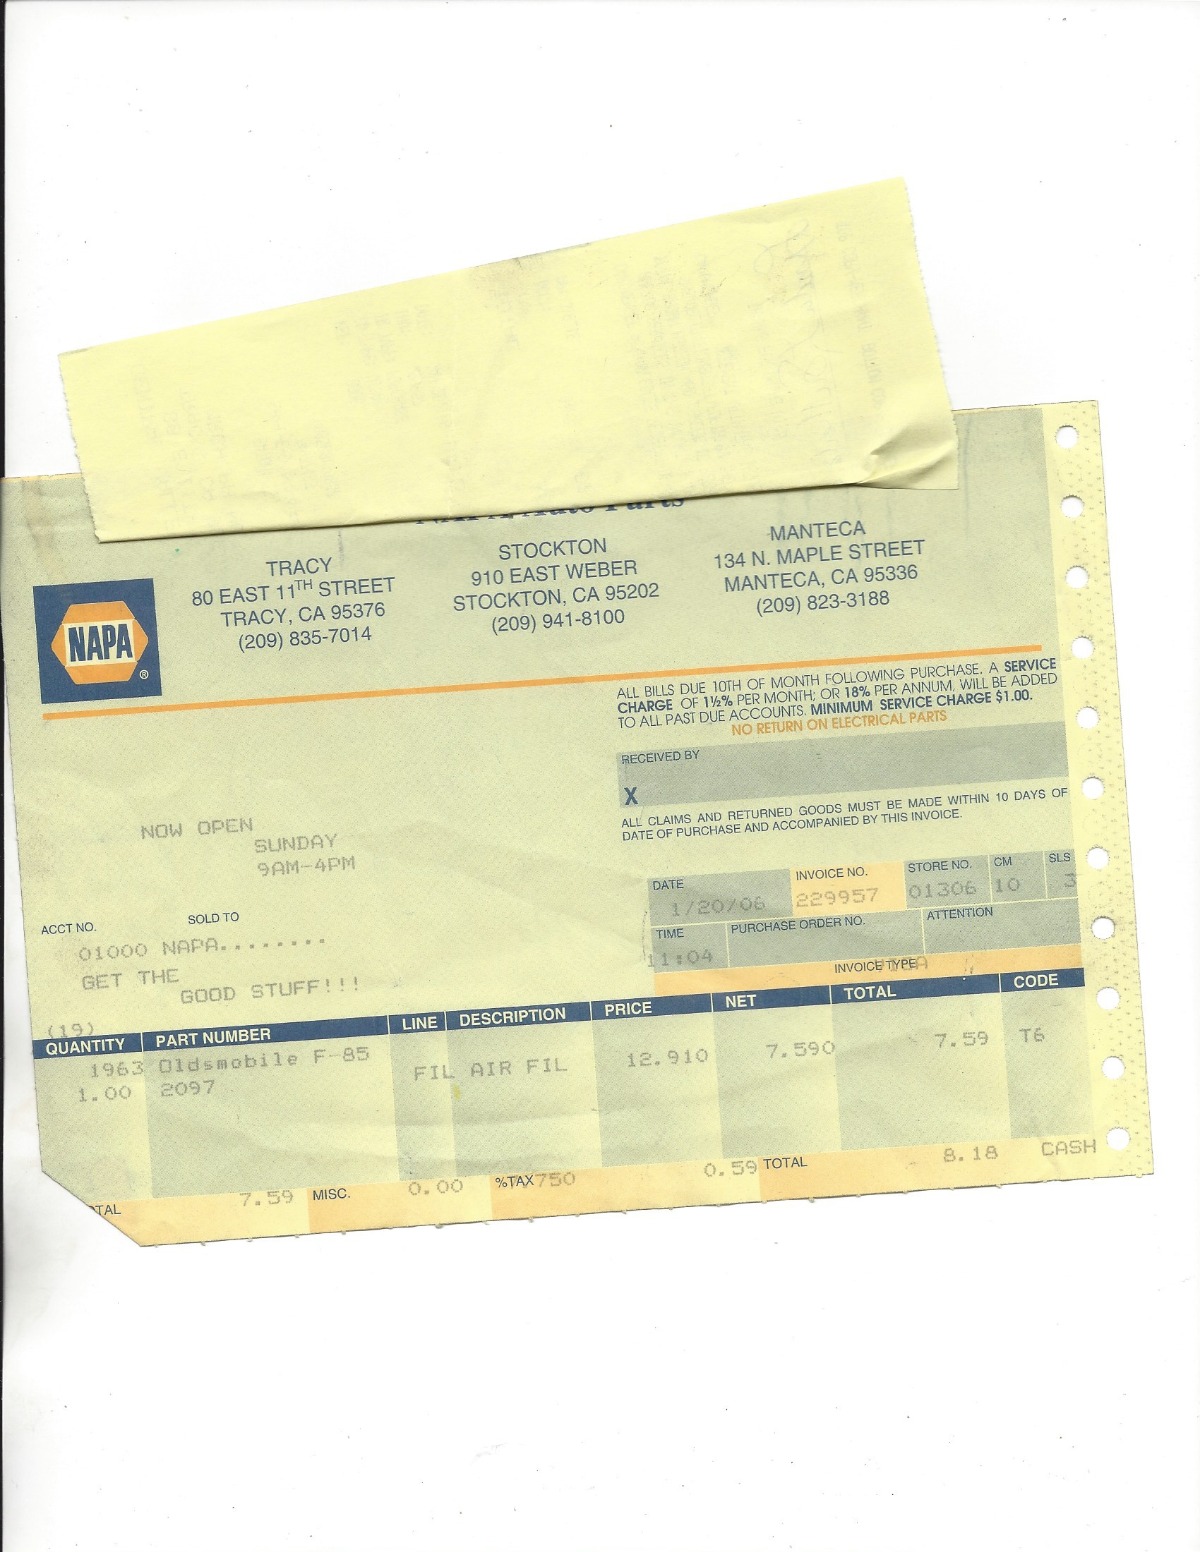 NAPA Auto Parts
TRACY
80 EAST 11TH STREET
TRACY, CA 95376
(209) 835-7014
STOCKTON
910 EAST WEBER
STOCKTON, CA 95202
(209) 941-8100
MANTECA
134 N. MAPLE STREET
MANTECA, CA 95336
(209) 823-3188
NAPA ®
ALL BILLS DUE 10TH OF MONTH FOLLOWING PURCHASE. A SERVICE
CHARGE OF 1½% PER MONTH; OR 18% PER ANNUM, WILL BE ADDED
TO ALL PAST DUE ACCOUNTS. MINIMUM SERVICE CHARGE $1.00.
NO RETURN ON ELECTRICAL PARTS
RECEIVED BY
X
ALL CLAIMS AND RETURNED GOODS MUST BE MADE WITHIN 10 DAYS OF
DATE OF PURCHASE AND ACCOMPANIED BY THIS INVOICE.
NOW OPEN
SUNDAY
9AM-4PM
DATE INVOICE NO. STORE NO. CM SLS
1/20/06 229957 01306 10 3
TIME PURCHASE ORDER NO. ATTENTION
11:04
INVOICE TYPE
ACCT NO. SOLD TO
01000 NAPA........
GET THE
GOOD STUFF!!!
(19)
QUANTITY PART NUMBER LINE DESCRIPTION PRICE NET TOTAL CODE
1963 Oldsmobile F-85
1.00 2097 FIL AIR FIL 12.910 7.590 7.59 T6
TAL 7.59 MISC. 0.00 %TAX 750 0.59 TOTAL 8.18 CASH